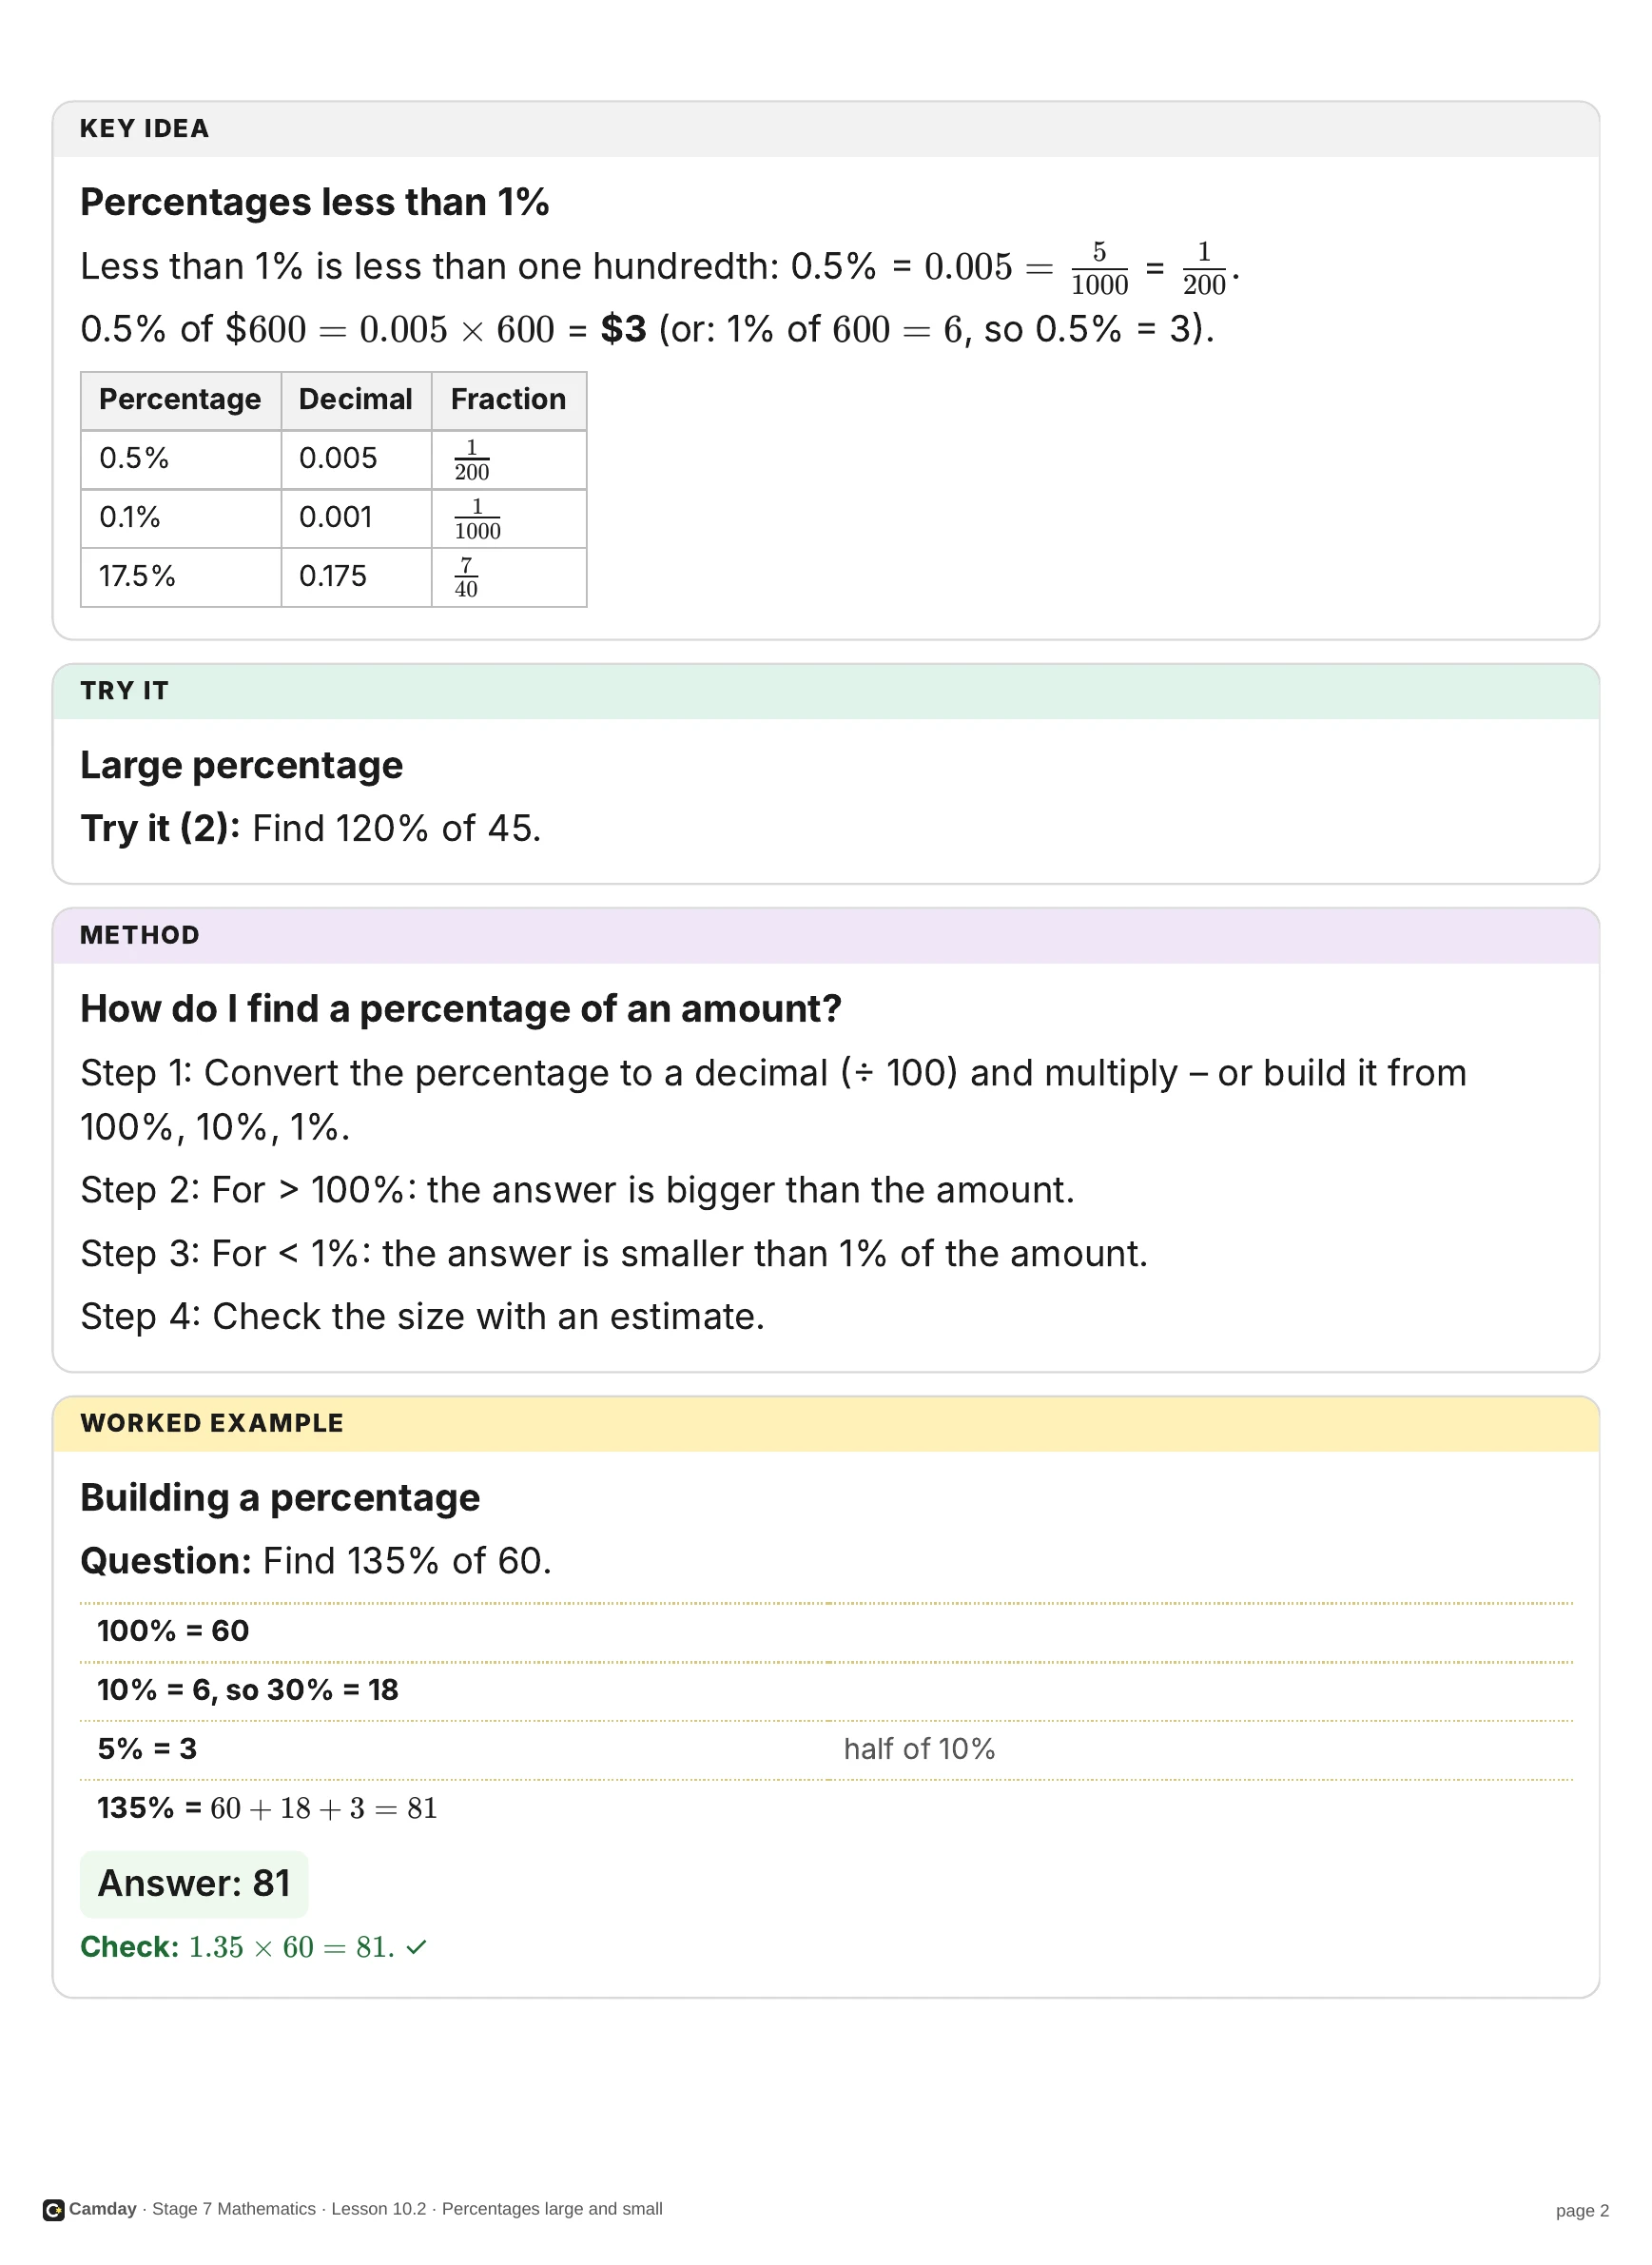 KEY IDEA
Percentages less than 1%
Less than 1% is less than one hundredth: 0.5% = 0.005 = 5/1000 = 1/200.
0.5% of $600 = 0.005 × 600 = $3 (or: 1% of 600 = 6, so 0.5% = 3).
Percentage Decimal Fraction
0.5% 0.005 1/200
0.1% 0.001 1/1000
17.5% 0.175 7/40
TRY IT
Large percentage
Try it (2): Find 120% of 45.
METHOD
How do I find a percentage of an amount?
Step 1: Convert the percentage to a decimal (÷ 100) and multiply – or build it from
100%, 10%, 1%.
Step 2: For > 100%: the answer is bigger than the amount.
Step 3: For < 1%: the answer is smaller than 1% of the amount.
Step 4: Check the size with an estimate.
WORKED EXAMPLE
Building a percentage
Question: Find 135% of 60.
100% = 60
10% = 6, so 30% = 18
5% = 3 half of 10%
135% = 60 + 18 + 3 = 81
Answer: 81
Check: 1.35 × 60 = 81. ✓
Camday · Stage 7 Mathematics · Lesson 10.2 · Percentages large and small page 2